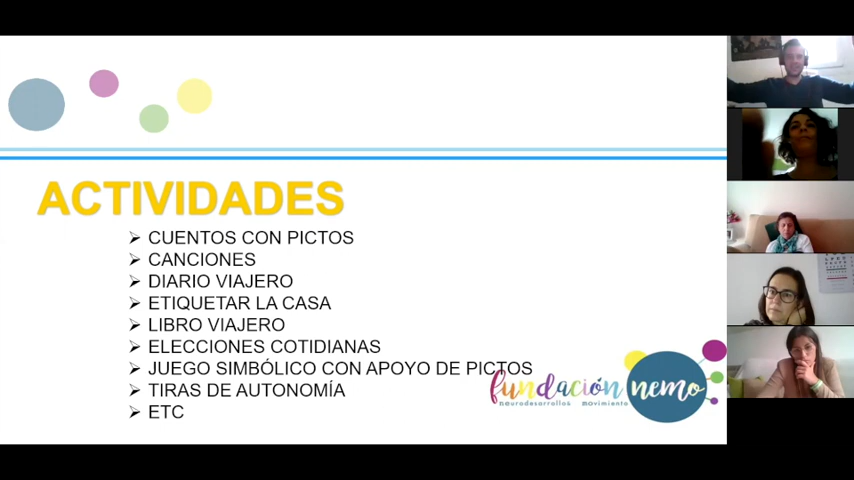 ACTIVIDADES
CUENTOS CON PICTOS
CANCIONES
DIARIO VIAJERO
ETIQUETAR LA CASA
LIBRO VIAJERO
ELECCIONES COTIDIANAS
JUEGO SIMBÓLICO CON APOYO DE PICTOS
TIRAS DE AUTONOMÍA
ETC
fundación nemo
neurodesarrollo movimiento